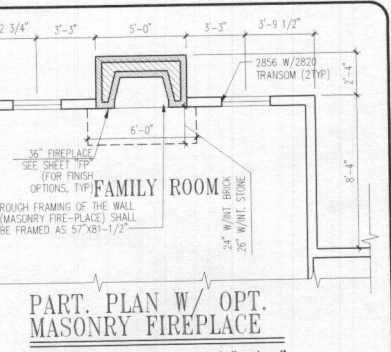 2 3/4"
3'-3"
5'-0"
3'-3"
3'-9 1/2"
2856 W/2820
TRANSOM (2TYP)
2'-4"
6'-0"
36" FIREPLACE
SEE SHEET "FP"
(FOR FINISH
OPTIONS, TYP)
FAMILY ROOM
8'-4"
24" W/INT. BRICK
26" W/INT. STONE
ROUGH FRAMING OF THE WALL
(MASONRY FIRE-PLACE) SHALL
BE FRAMED AS 57"X81-1/2"
PART. PLAN W/ OPT.
MASONRY FIREPLACE